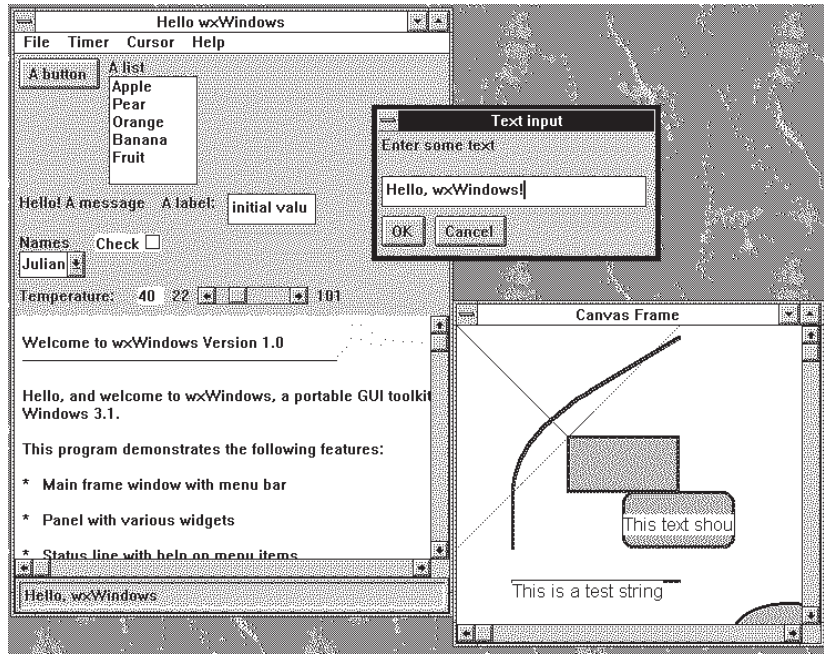 Hello wxWindows
File Timer Cursor Help
A button
A list
Apple
Pear
Orange
Banana
Fruit
Hello! A message A label: initial valu
Names Check
Julian
Temperature: 40 22 101
Welcome to wxWindows Version 1.0
Hello, and welcome to wxWindows, a portable GUI toolkit
Windows 3.1.
This program demonstrates the following features:
* Main frame window with menu bar
* Panel with various widgets
* Status line with help on menu items
Hello, wxWindows
Text input
Enter some text
Hello, wxWindows!
OK Cancel
Canvas Frame
This text shou
This is a test string